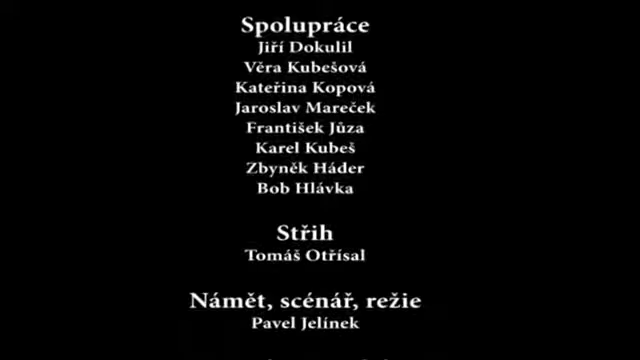 Spolupráce
Jiří Dokulil
Věra Kubešová
Kateřina Kopová
Jaroslav Mareček
František Jůza
Karel Kubeš
Zbyněk Háder
Bob Hlávka
Střih
Tomáš Otřísal
Námět, scénář, režie
Pavel Jelínek